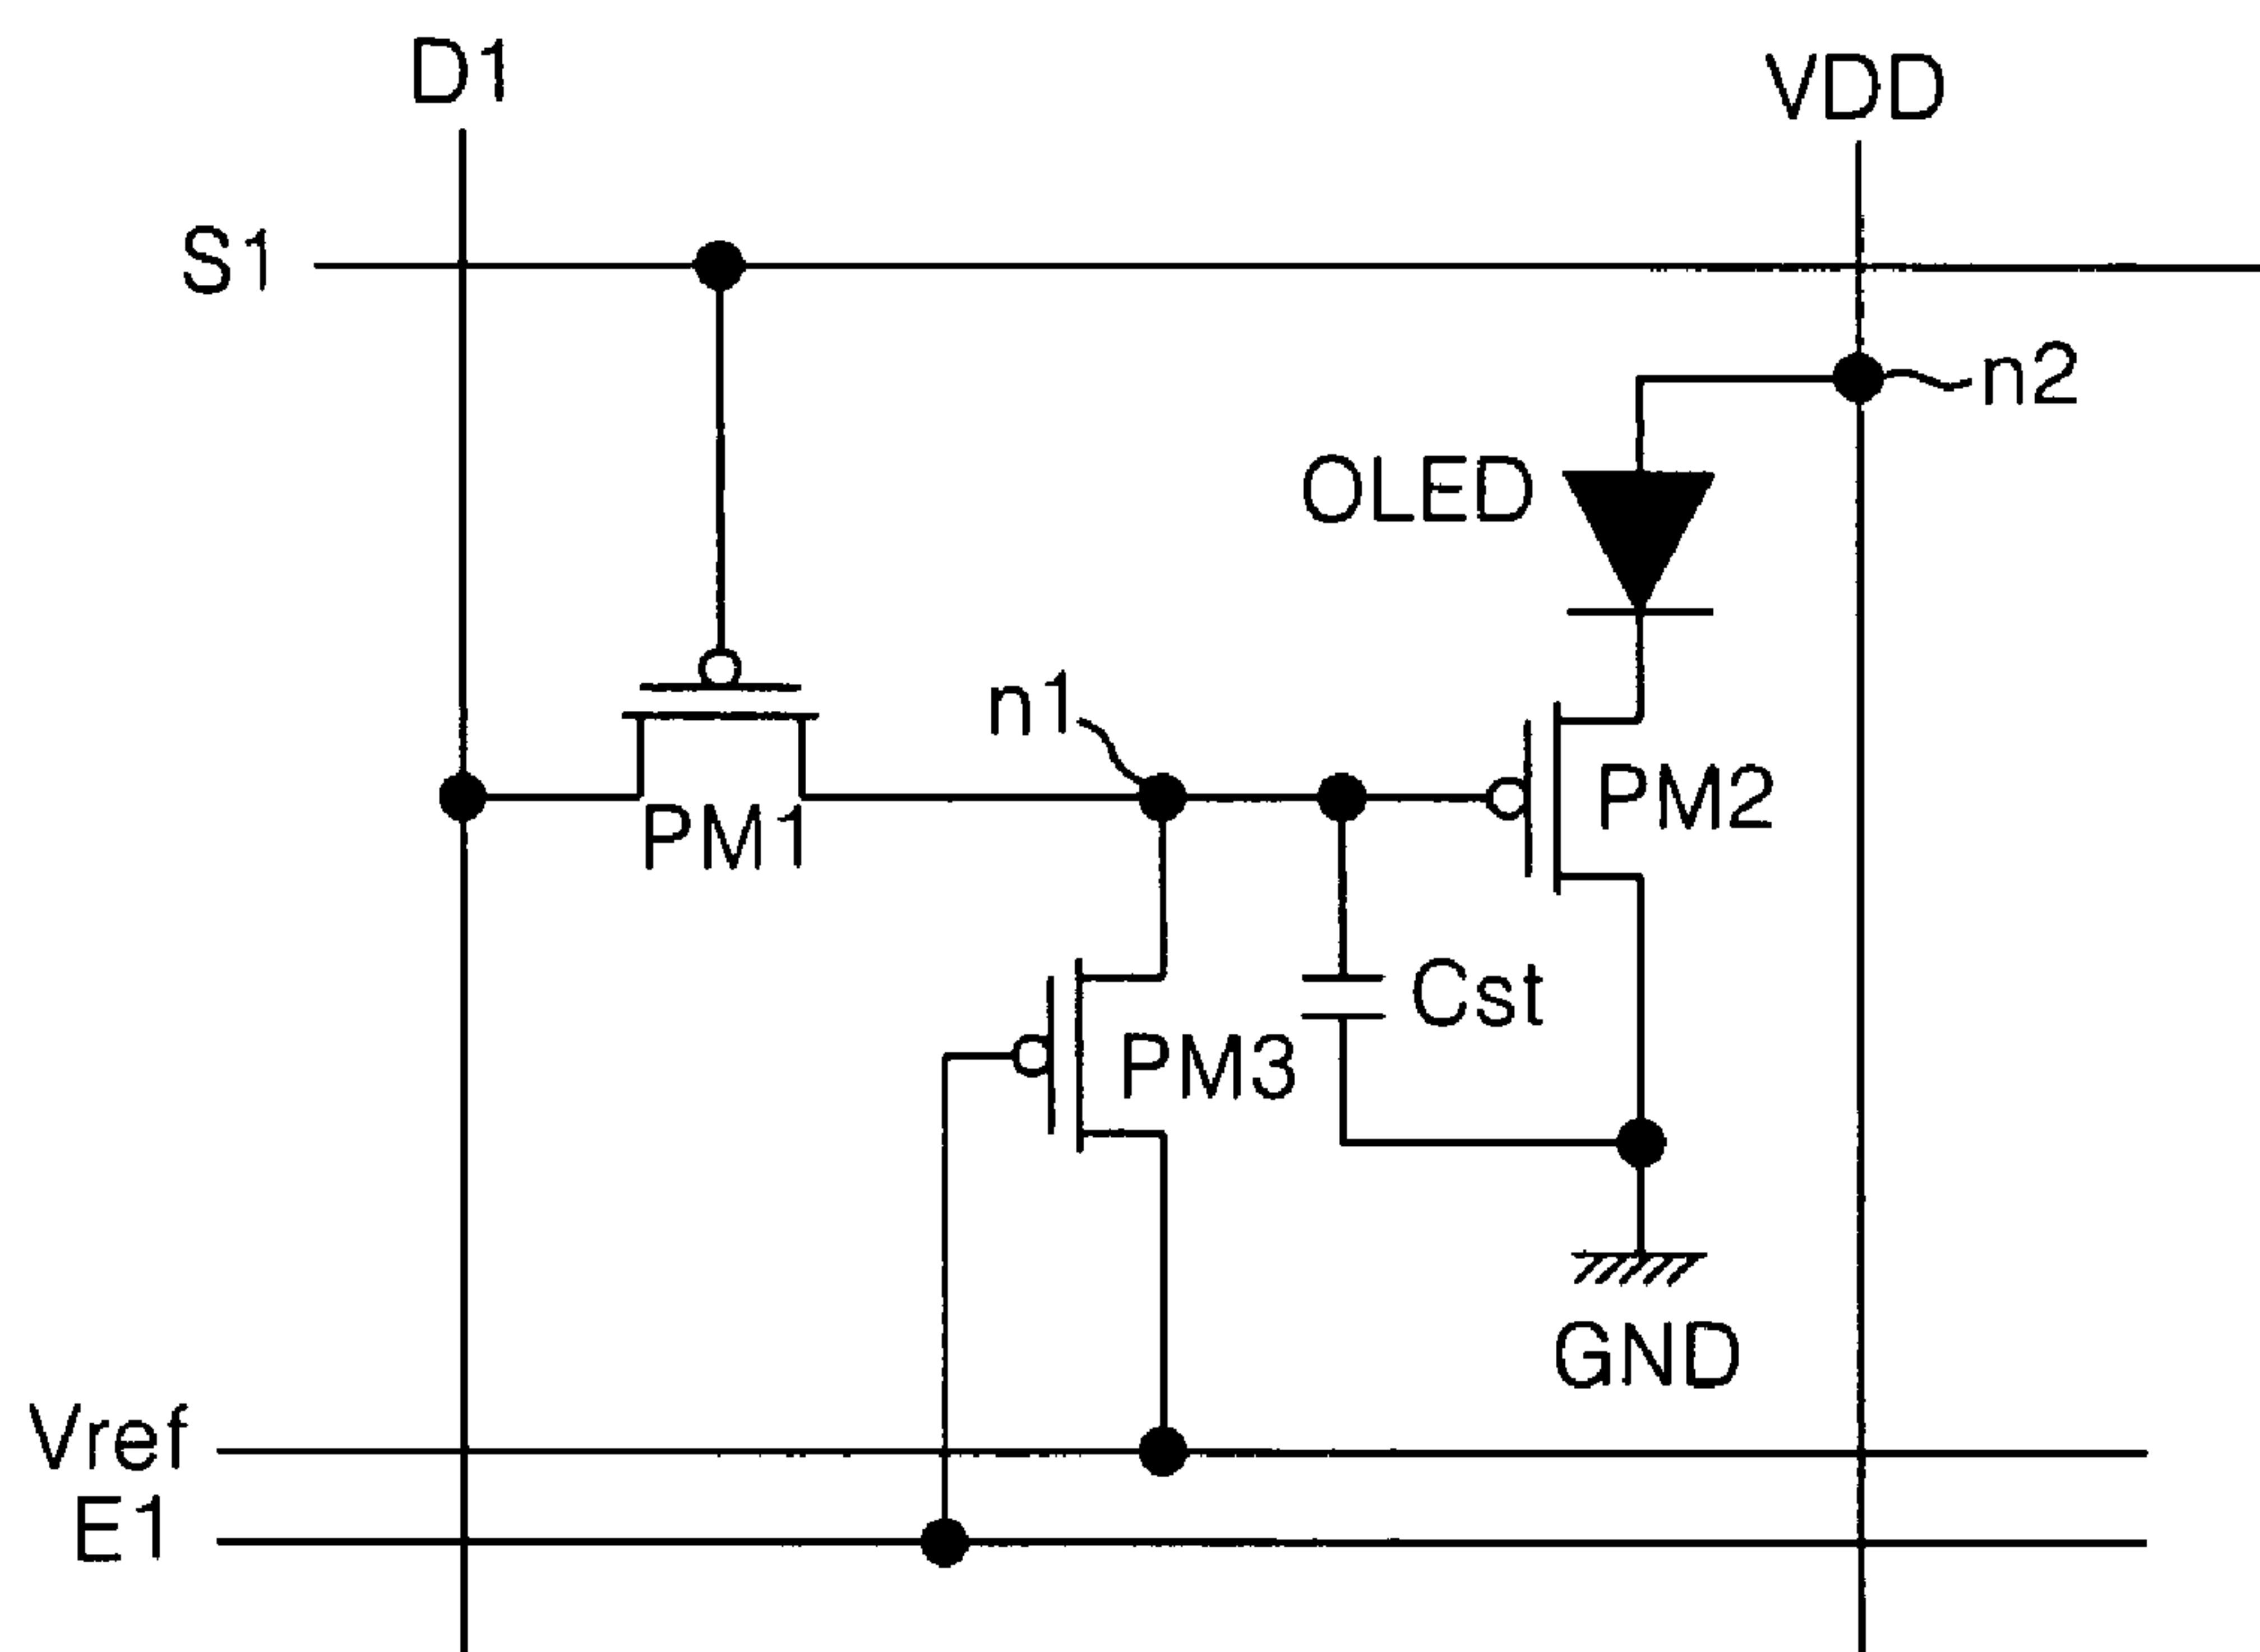 D1
VDD
S1
n2
OLED
n1
PM2
PM1
Cst
PM3
GND
Vref
E1